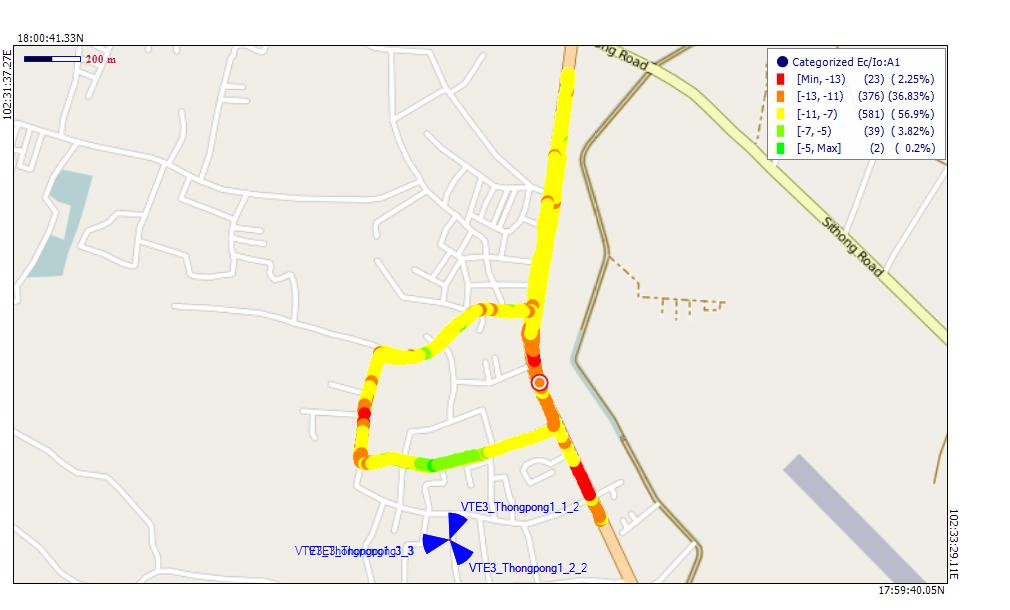 18:00:41.33N
102:31:37.27E
200 m
ong Road
Categorized Ec/Io:A1
[Min, -13) (23) ( 2.25%)
[-13, -11) (376) (36.83%)
[-11, -7) (581) ( 56.9%)
[-7, -5) (39) ( 3.82%)
[-5, Max] (2) ( 0.2%)
Sithong Road
VTE3_Thongpong1_1_2
3_3
VTE3_Thongpong1_2_2
102:33:29.11E
17:59:40.05N